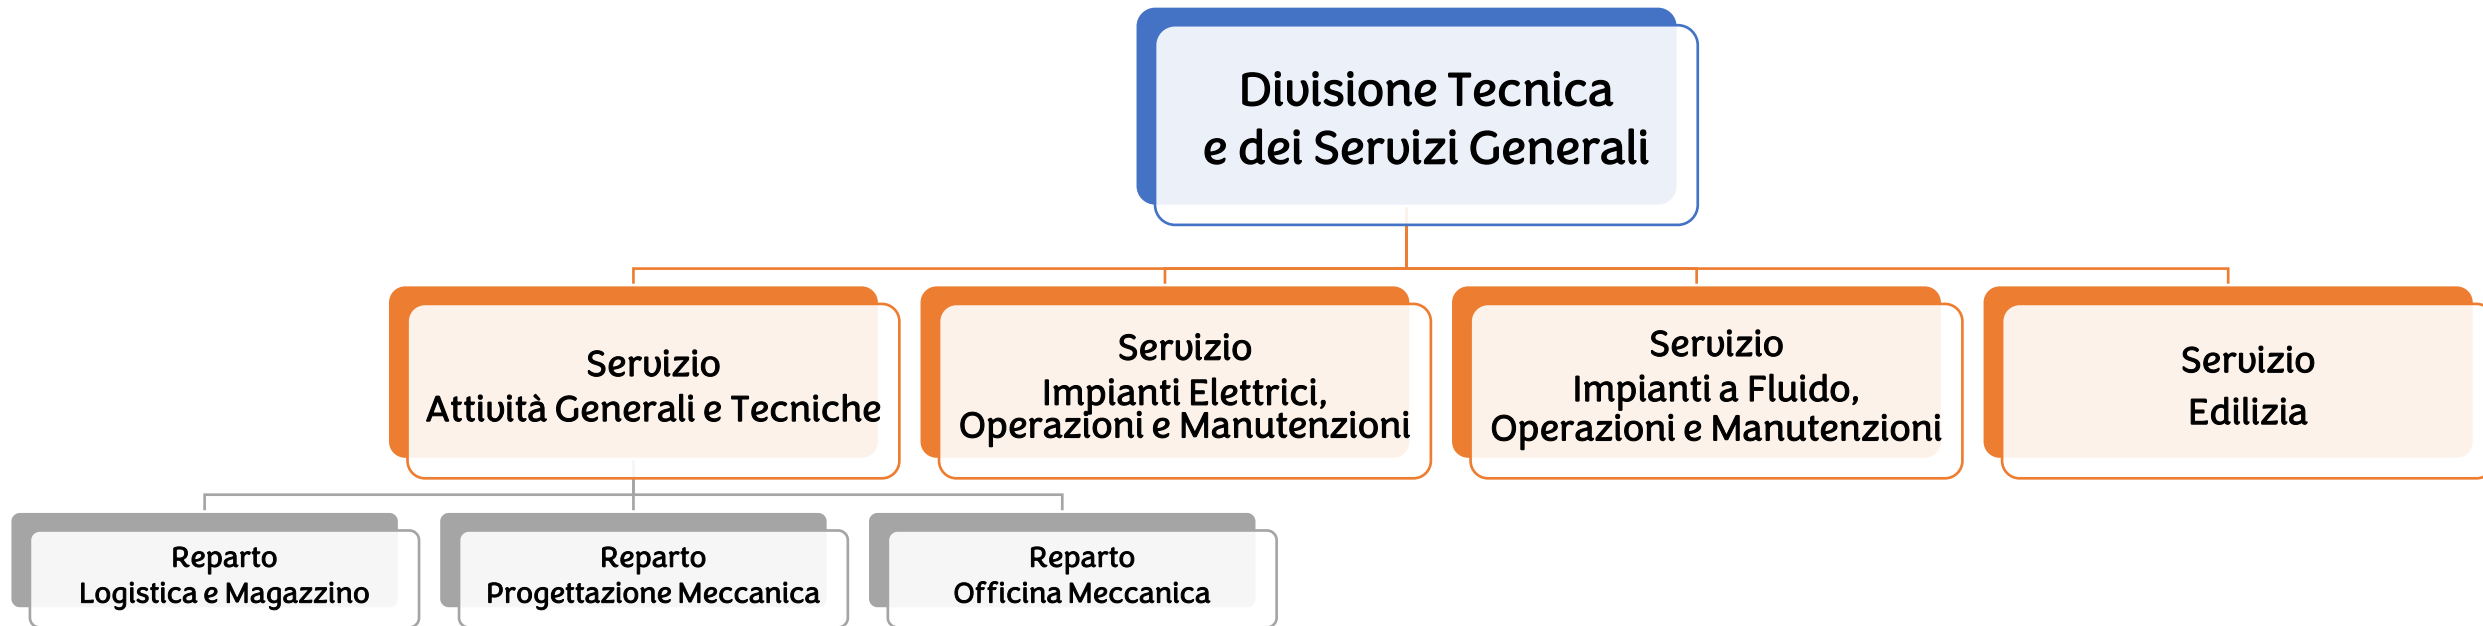 Divisione Tecnica
e dei Servizi Generali
Servizio
Attività Generali e Tecniche
Servizio
Impianti Elettrici,
Operazioni e Manutenzioni
Servizio
Impianti a Fluido,
Operazioni e Manutenzioni
Servizio
Edilizia
Reparto
Logistica e Magazzino
Reparto
Progettazione Meccanica
Reparto
Officina Meccanica